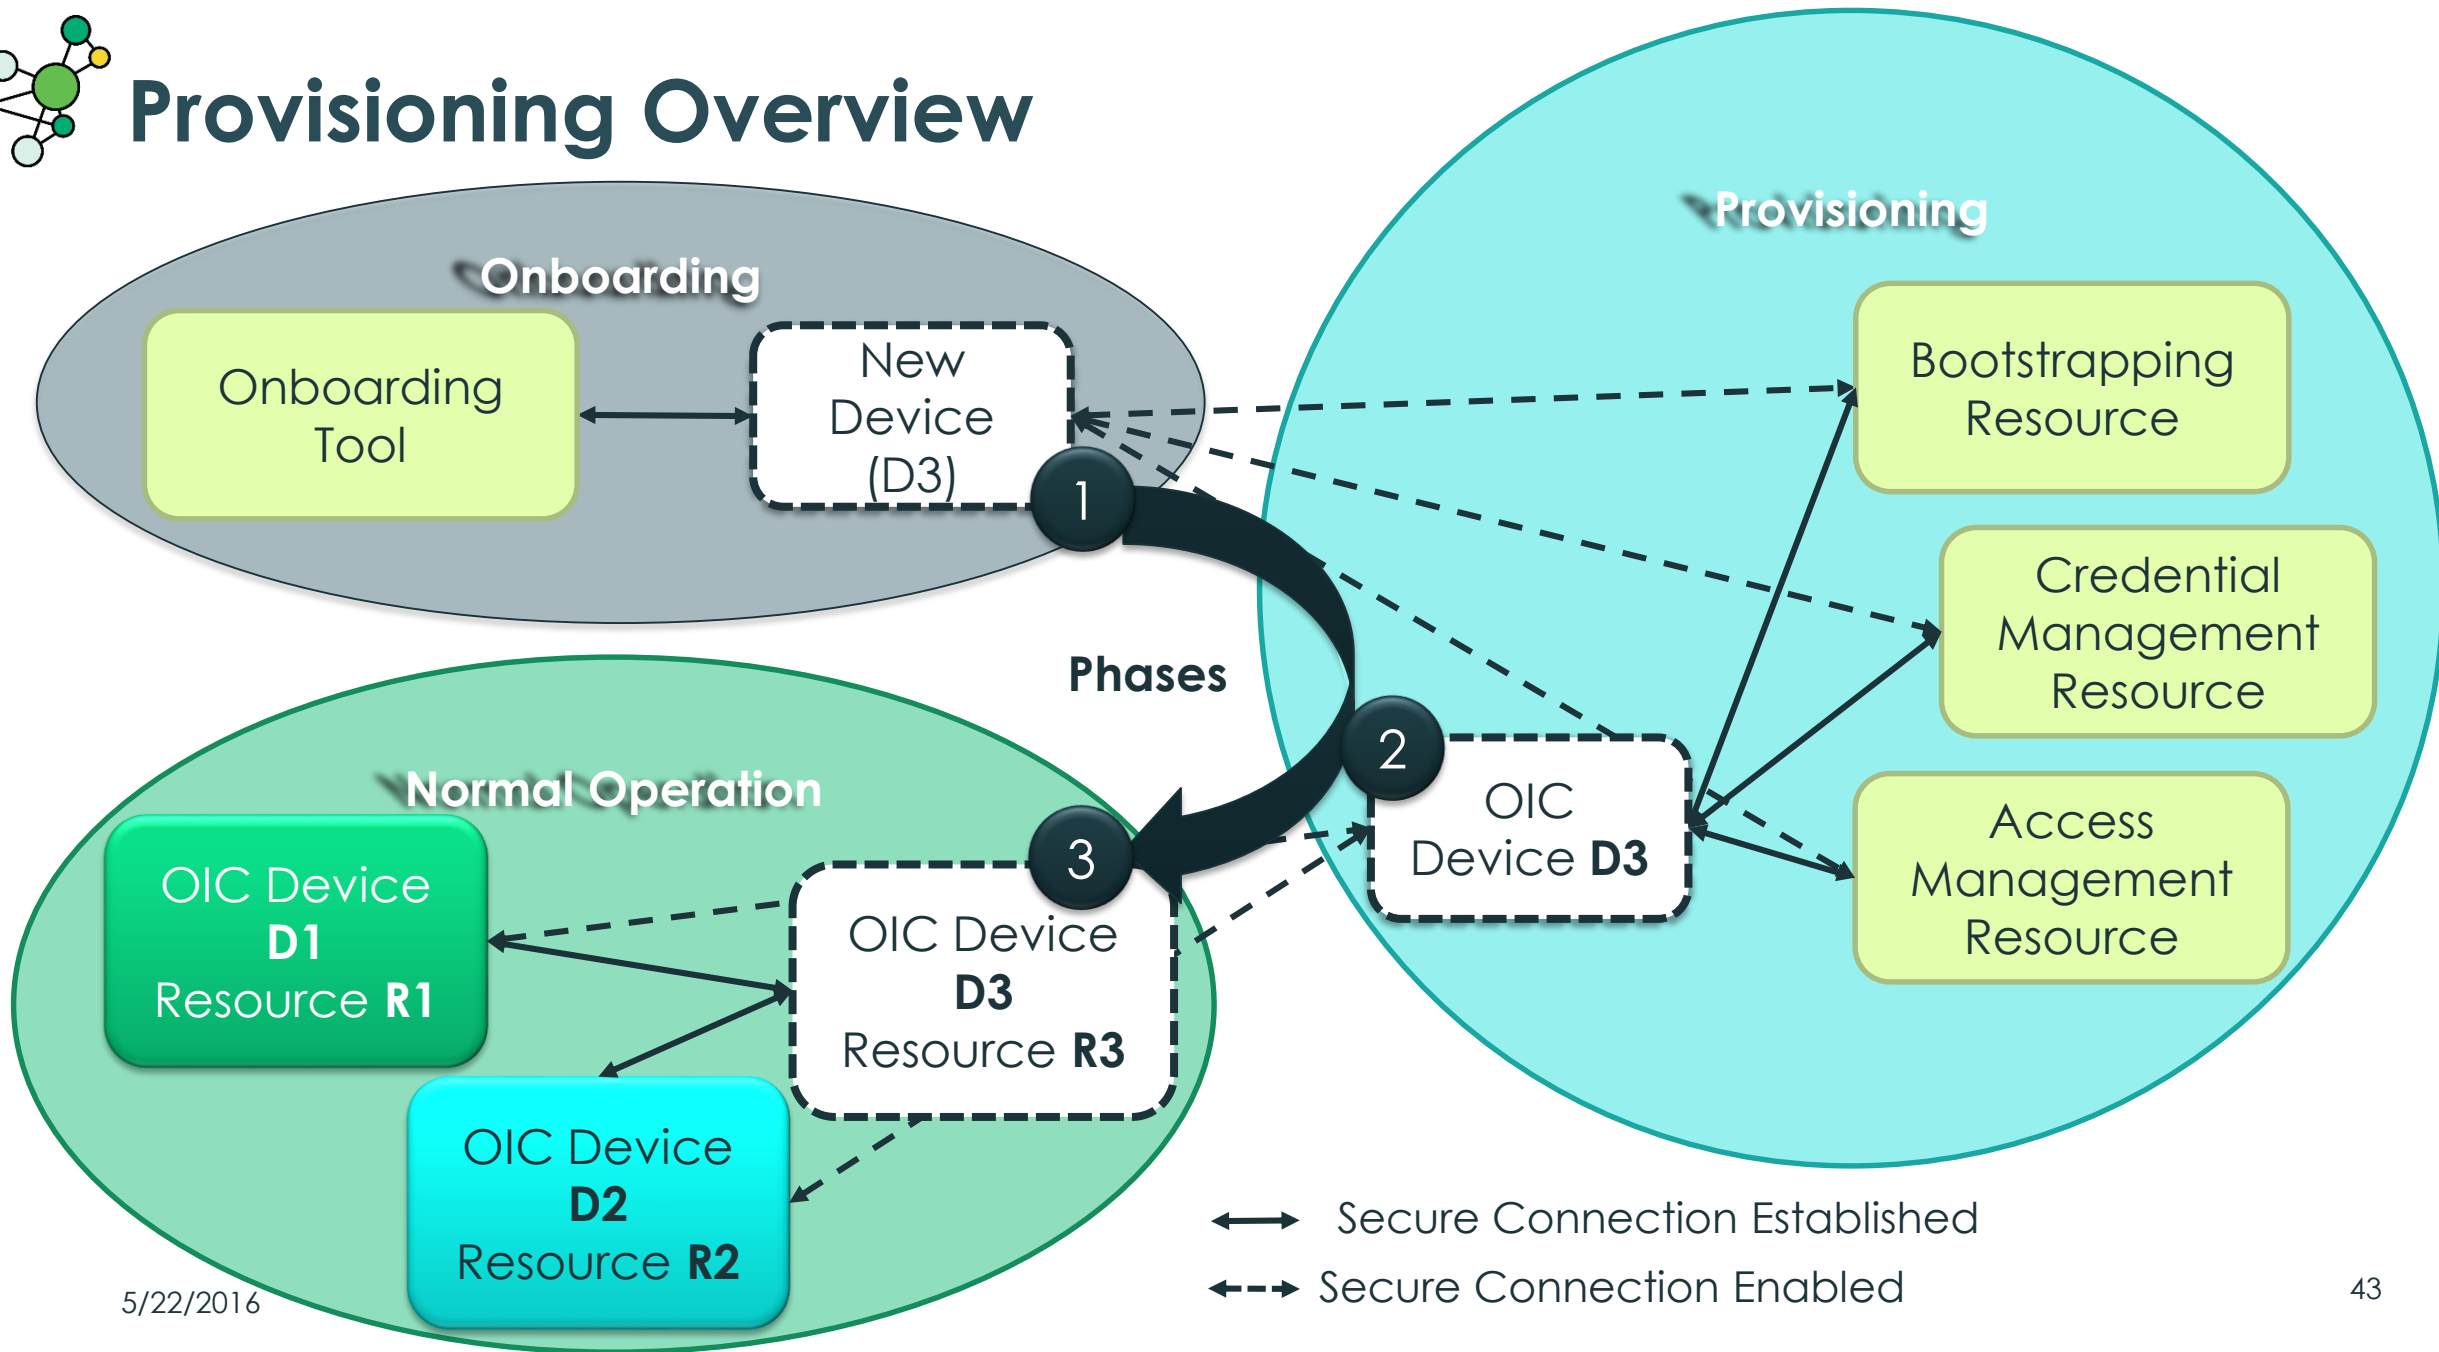 Provisioning Overview
Onboarding
Onboarding
Tool
New
Device
(D3)
1
Provisioning
Bootstrapping
Resource
Credential
Management
Resource
Access
Management
Resource
2
OIC
Device D3
Phases
Normal Operation
3
OIC Device
D1
Resource R1
OIC Device
D3
Resource R3
OIC Device
D2
Resource R2
Secure Connection Established
Secure Connection Enabled
5/22/2016
43